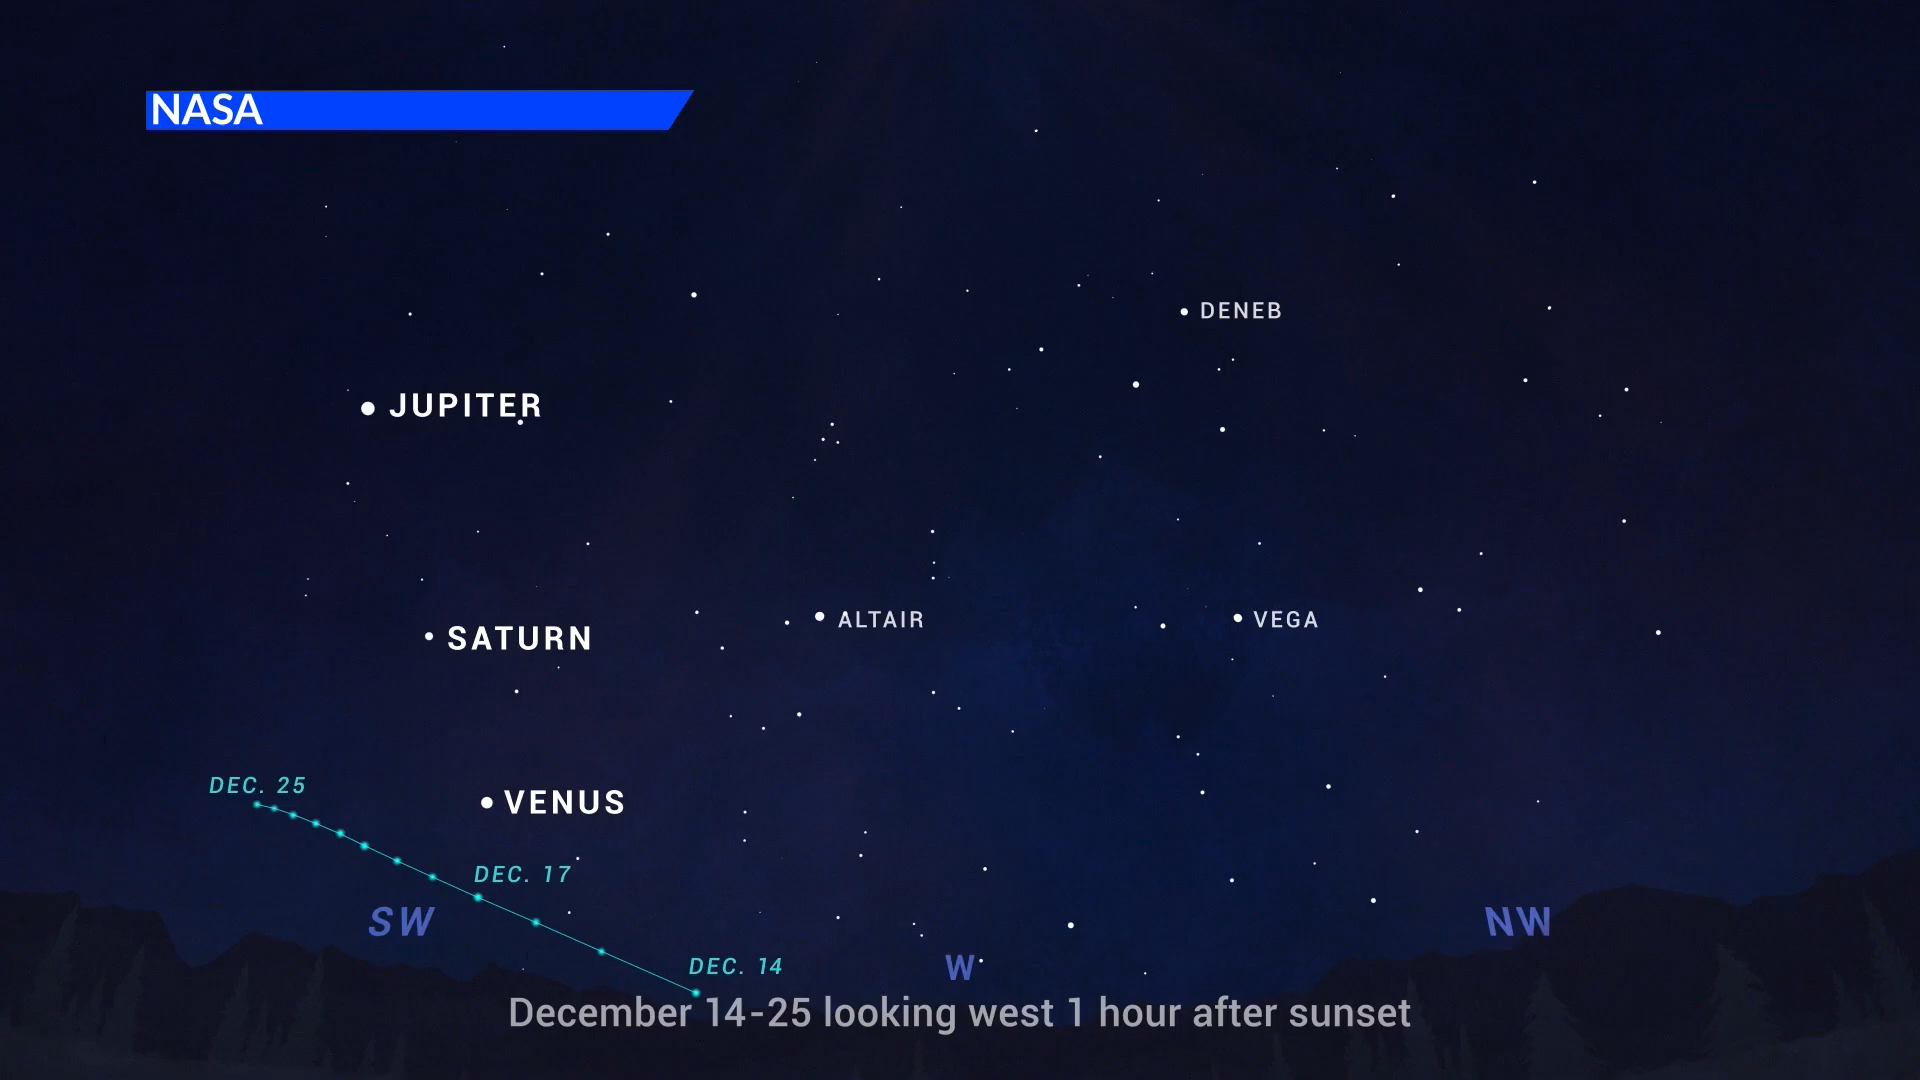 NASA
DENEB
JUPITER
ALTAIR
VEGA
SATURN
DEC. 25
VENUS
DEC. 17
SW
NW
DEC. 14
W
December 14-25 looking west 1 hour after sunset